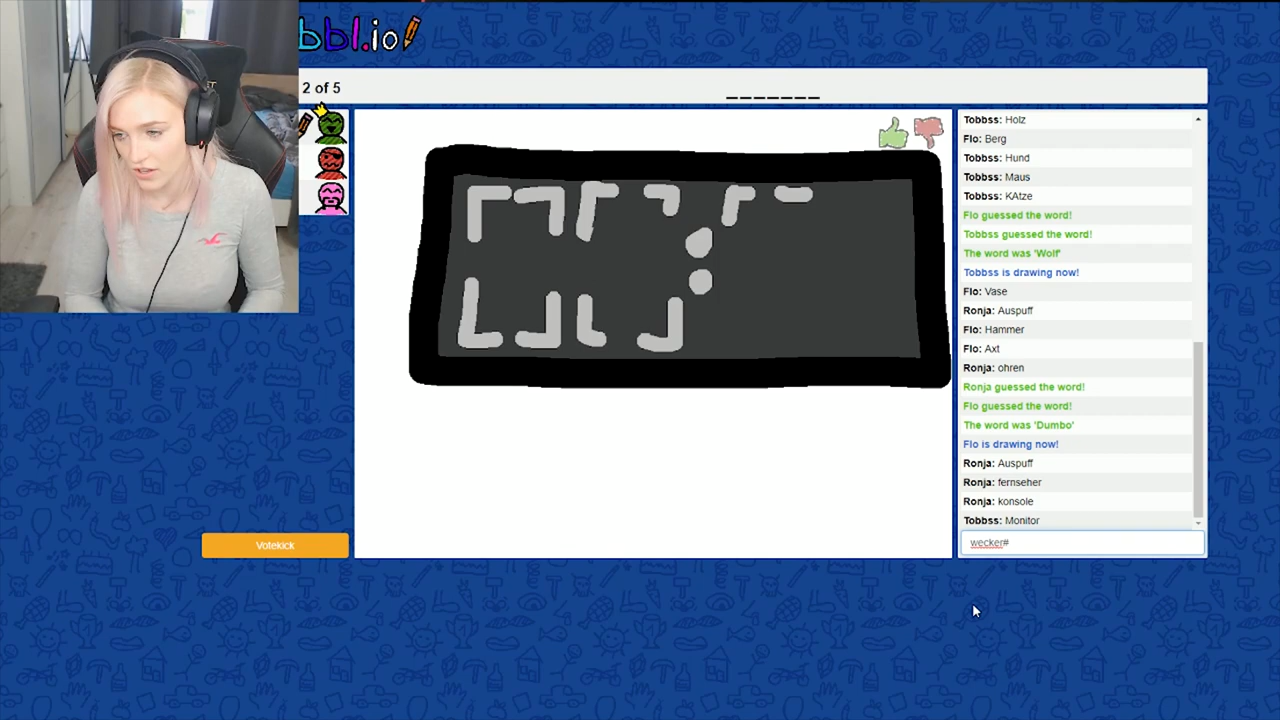 bbl.io
2 of 5
_ _ _ _ _ _ _
Tobbss: Holz
Flo: Berg
Tobbss: Hund
Tobbss: Maus
Tobbss: KAtze
Flo guessed the word!
Tobbss guessed the word!
The word was 'Wolf'
Tobbss is drawing now!
Flo: Vase
Ronja: Auspuff
Flo: Hammer
Flo: Axt
Ronja: ohren
Ronja guessed the word!
Flo guessed the word!
The word was 'Dumbo'
Flo is drawing now!
Ronja: Auspuff
Ronja: fernseher
Ronja: konsole
Tobbss: Monitor
wecker#
Votekick